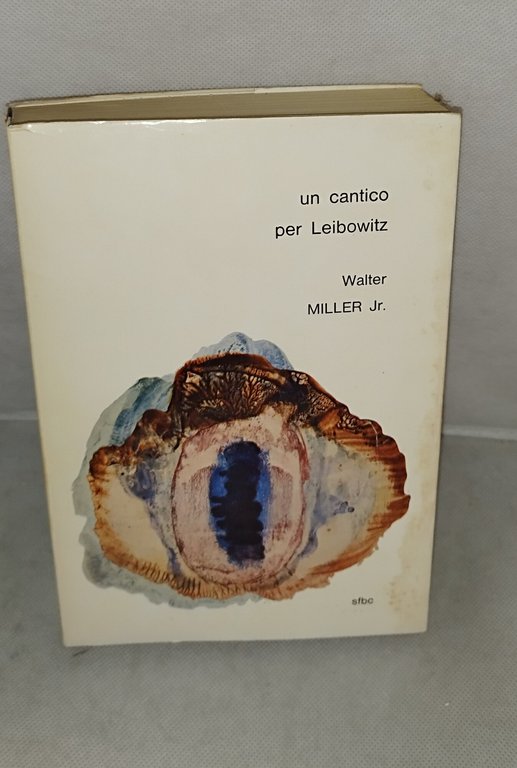 un cantico
per Leibowitz
Walter
MILLER Jr.
sfbc